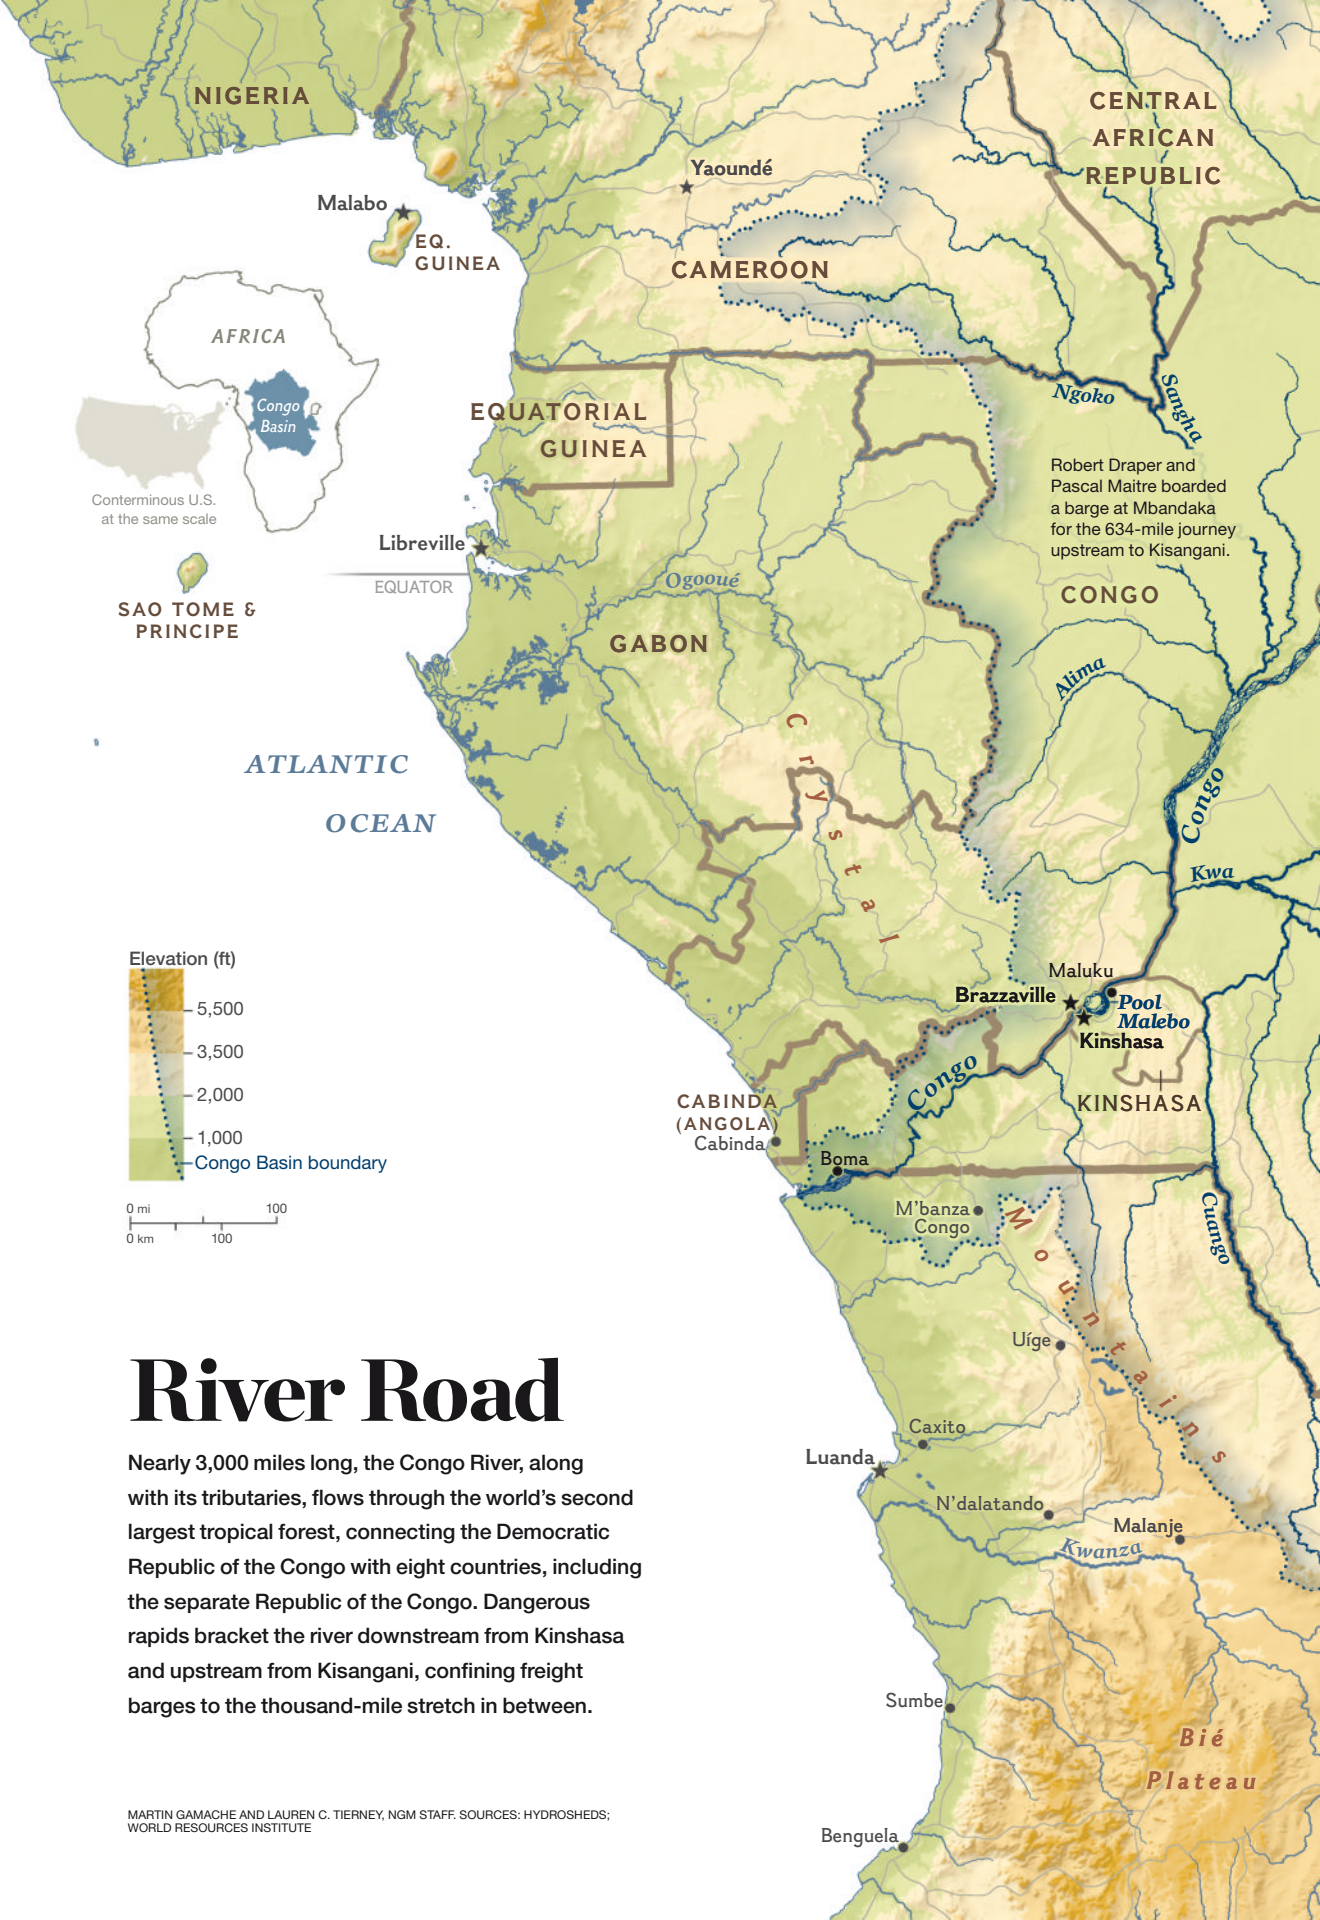 NIGERIA
CENTRAL
AFRICAN
REPUBLIC
Yaoundé
Malabo
EQ.
GUINEA
CAMEROON
AFRICA
Congo
Basin
Conterminous U.S.
at the same scale
Ngoko
Sangha
EQUATORIAL
GUINEA
Robert Draper and
Pascal Maitre boarded
a barge at Mbandaka
for the 634-mile journey
upstream to Kisangani.
Libreville
EQUATOR
Ogooué
SAO TOME &
PRINCIPE
CONGO
GABON
Alima
ATLANTIC
OCEAN
Crystal
Congo
Kwa
Maluku
Brazzaville
Pool
Malebo
Kinshasa
Congo
KINSHASA
CABINDA
(ANGOLA)
Cabinda
Boma
Elevation (ft)
5,500
3,500
2,000
1,000
Congo Basin boundary
0 mi 100
0 km 100
M'banza
Congo
Mountains
Cuango
Uíge
Caxito
Luanda
N'dalatando
Malanje
Kwanza
River Road
Nearly 3,000 miles long, the Congo River, along
with its tributaries, flows through the world's second
largest tropical forest, connecting the Democratic
Republic of the Congo with eight countries, including
the separate Republic of the Congo. Dangerous
rapids bracket the river downstream from Kinshasa
and upstream from Kisangani, confining freight
barges to the thousand-mile stretch in between.
Sumbe
Bié
Plateau
Benguela
MARTIN GAMACHE AND LAUREN C. TIERNEY, NGM STAFF. SOURCES: HYDROSHEDS;
WORLD RESOURCES INSTITUTE